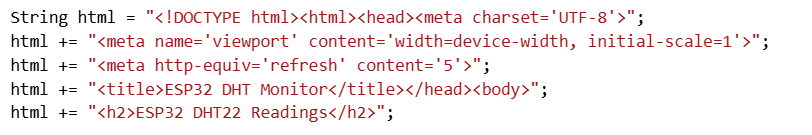 String html = "<!DOCTYPE html><html><head><meta charset='UTF-8'>";
html += "<meta name='viewport' content='width=device-width, initial-scale=1'>";
html += "<meta http-equiv='refresh' content='5'>";
html += "<title>ESP32 DHT Monitor</title></head><body>";
html += "<h2>ESP32 DHT22 Readings</h2>";